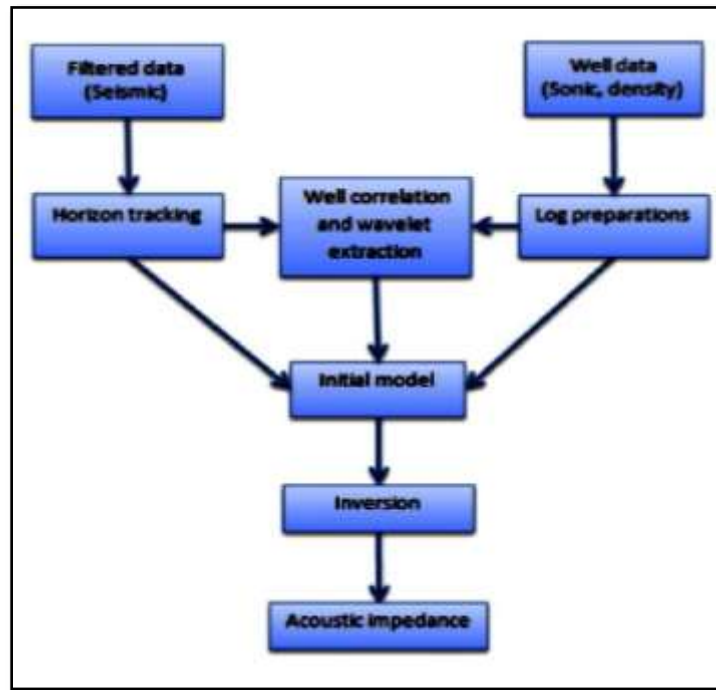 Filtered data
(Seismic)
Well data
(Sonic, density)
Horizon tracking
Well correlation
and wavelet
extraction
Log preparations
Initial model
Inversion
Acoustic impedance